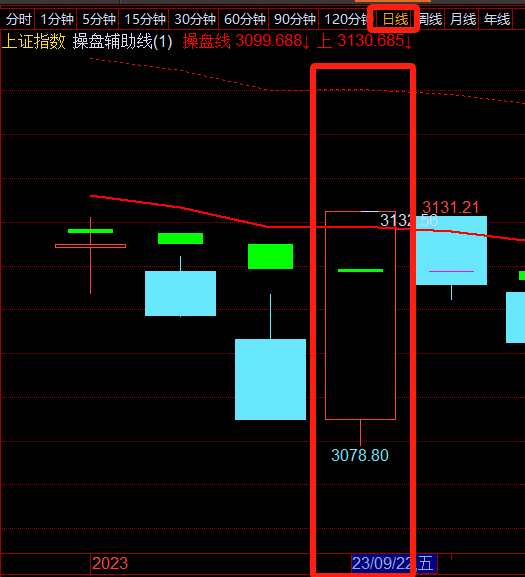 分时 1分钟 5分钟 15分钟 30分钟 60分钟 90分钟 120分钟 日线 周线 月线 年线
上证指数 操盘辅助线(1) 操盘线 3099.688↓ 上 3130.685↓
3131.21
3132.56
3078.80
2023 23/09/22,五